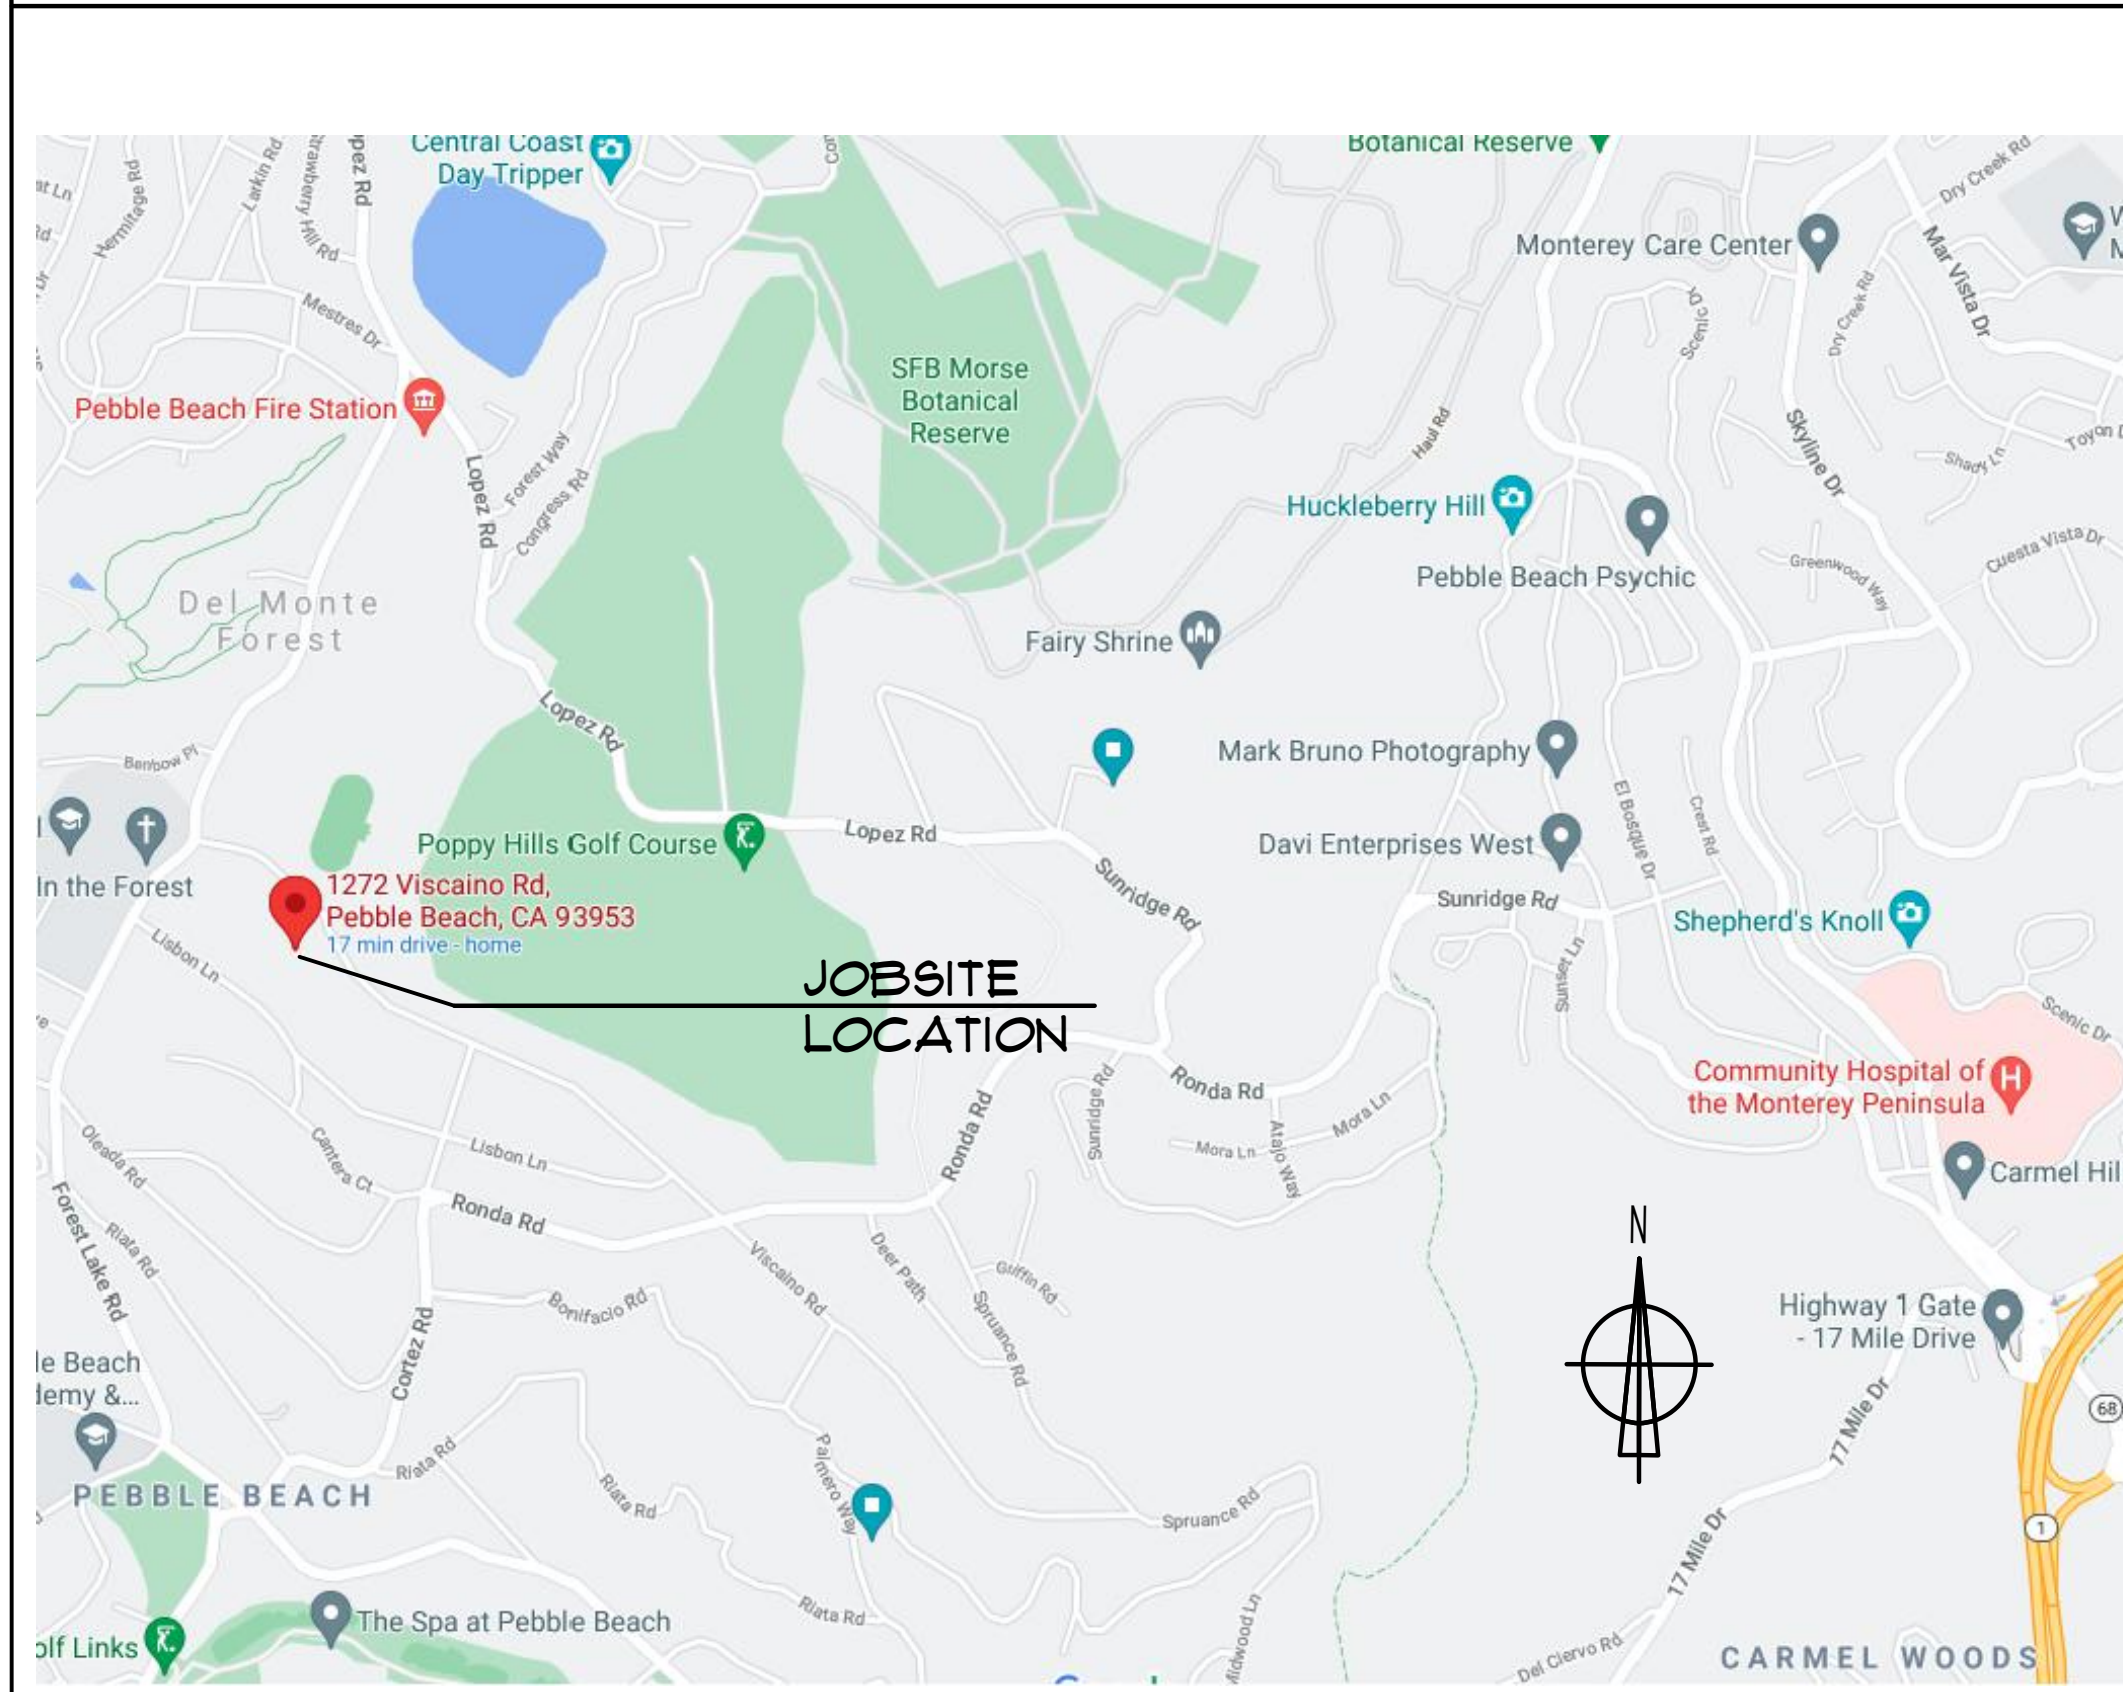 Central Coast
Day Tripper
Botanical Reserve
Dry Creek Rd
Larkin Rd
Hermitage Rd
Monterey Care Center
Mar Vista Dr
Mestres Dr
Scenic Dr
Dry Creek Rd
SFB Morse
Botanical
Reserve
Pebble Beach Fire Station
Haul Rd
Skyline Dr
Shady Ln
Lopez Rd
Forest Way
Congress Rd
Huckleberry Hill
Pebble Beach Psychic
Cuesta Vista Dr
Greenwood Way
Del Monte
Forest
Fairy Shrine
Lopez Rd
Benbow Pl
Mark Bruno Photography
El Bosque Dr
Crest Rd
Poppy Hills Golf Course
Lopez Rd
Davi Enterprises West
In the Forest
1272 Viscaino Rd,
Pebble Beach, CA 93953
17 min drive - home
Sunridge Rd
Sunridge Rd
Shepherd's Knoll
Lisbon Ln
Sunset Ln
JOBSITE
LOCATION
Scenic Dr
Community Hospital of
the Monterey Peninsula
Ronda Rd
Sunridge Rd
Ronda Rd
Mora Ln
Mora Ln
Atajo Way
Oleada Rd
Cantera Ct
Lisbon Ln
Carmel Hil
Ronda Rd
Forest Lake Rd
Riata Rd
Viscaino Rd
Deer Path
Griffin Rd
Spruance Rd
N
Bonifacio Rd
Cortez Rd
Highway 1 Gate
- 17 Mile Drive
le Beach
demy &...
68
17 Mile Dr
Riata Rd
Palmero Way
PEBBLE BEACH
Riata Rd
Spruance Rd
1
17 Mile Dr
Riata Rd
The Spa at Pebble Beach
olf Links
Del Ciervo Rd
CARMEL WOODS